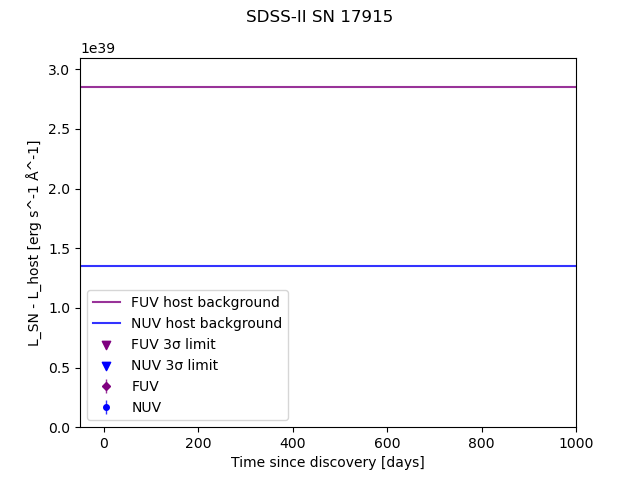 SDSS-II SN 17915
1e39
3.0
2.5
2.0
1.5
1.0
0.5
0.0
L_SN - L_host [erg s^-1 Å^-1]
FUV host background
NUV host background
FUV 3σ limit
NUV 3σ limit
FUV
NUV
0 200 400 600 800 1000
Time since discovery [days]